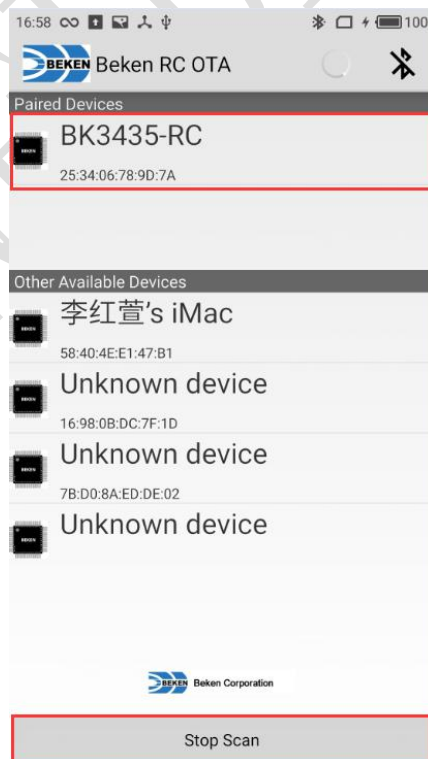 16:58 100
BEKEN Beken RC OTA
Paired Devices
BK3435-RC
25:34:06:78:9D:7A
Other Available Devices
李红萱's iMac
58:40:4E:E1:47:B1
Unknown device
16:98:0B:DC:7F:1D
Unknown device
7B:D0:8A:ED:DE:02
Unknown device
BEKEN Beken Corporation
Stop Scan